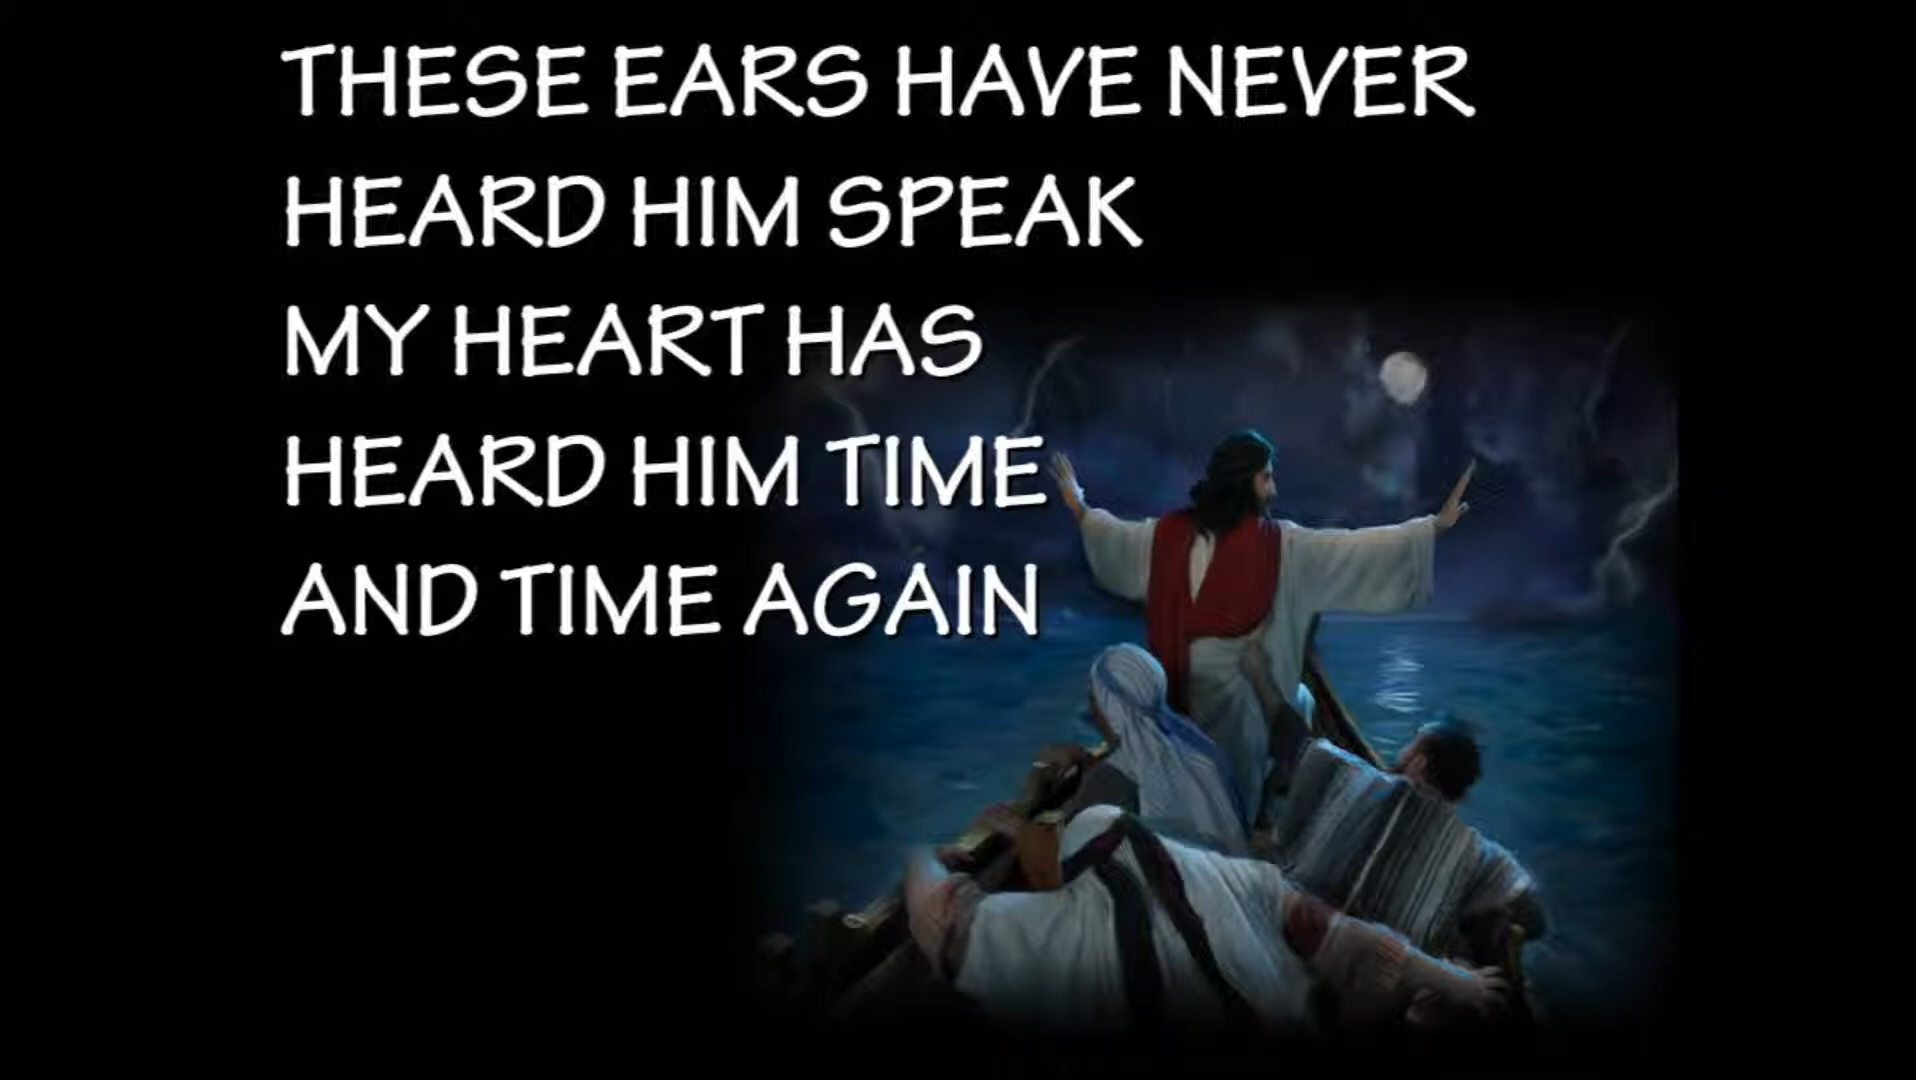 THESE EARS HAVE NEVER
HEARD HIM SPEAK
MY HEART HAS
HEARD HIM TIME
AND TIME AGAIN